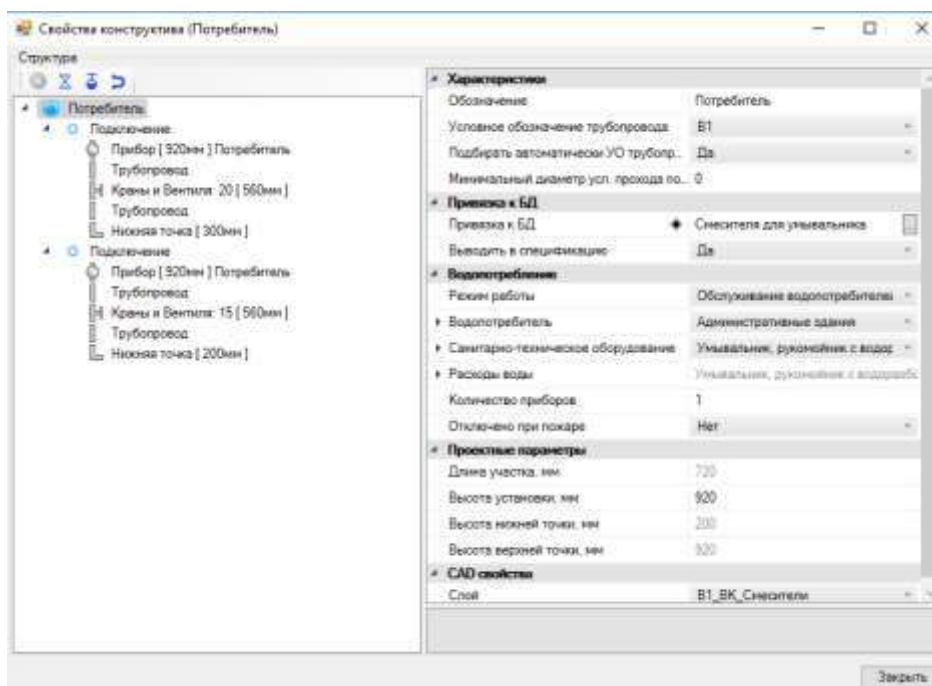 Свойства конструктива (Потребитель)
Структура
Потребитель
Подключение
Прибор [ 920мм ] Потребитель
Трубопровод
Краны и Вентили: 20 [ 560мм ]
Трубопровод
Нижняя точка [ 300мм ]
Подключение
Прибор [ 920мм ] Потребитель
Трубопровод
Краны и Вентили: 15 [ 560мм ]
Трубопровод
Нижняя точка [ 200мм ]
Характеристики
Обозначение Потребитель
Условное обозначение трубопровода В1
Подбирать автоматически УО трубопр... Да
Минимальный диаметр усл. прохода по... 0
Привязка к БД
Привязка к БД Смесители для умывальника
Выводить в спецификацию Да
Водопотребление
Режим работы Обслуживание водопотребителей
Водопотребитель Административные здания
Санитарно-техническое оборудование Умывальник, рукомойник с водор
Расходы воды Умывальник, рукомойник с водоразбо
Количество приборов 1
Отключено при пожаре Нет
Проектные параметры
Длина участка, мм 720
Высота установки, мм 920
Высота нижней точки, мм 200
Высота верхней точки, мм 920
CAD свойства
Слой В1_ВК_Смесители
Закрыть